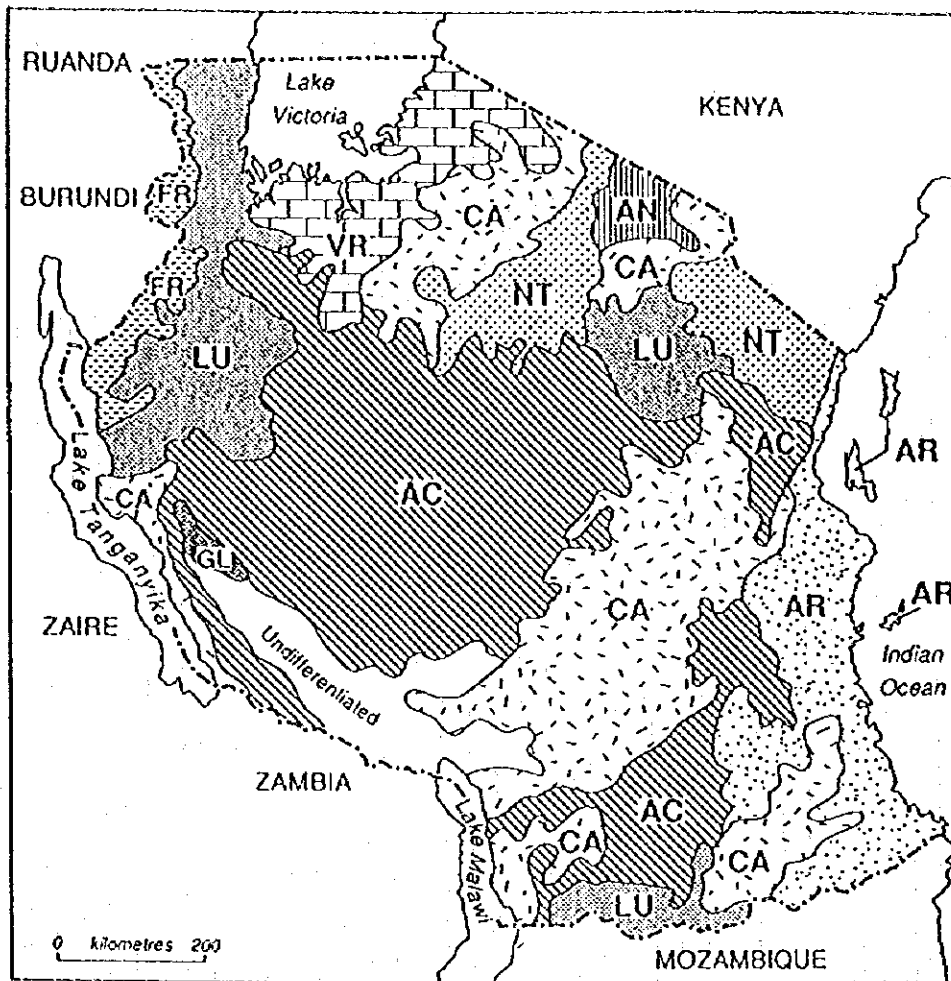 RUANDA
Lake
Victoria
KENYA
BURUNDI
FR
CA
AN
VR
CA
FR
NT
LU
LU
NT
AC
AR
CA
AC
Lake Tanganyika
GL
CA
AR
AR
ZAIRE
Indian
Ocean
Undifferentiated
ZAMBIA
AC
Lake Malawi
CA
CA
LU
0 kilometres 200
MOZAMBIQUE